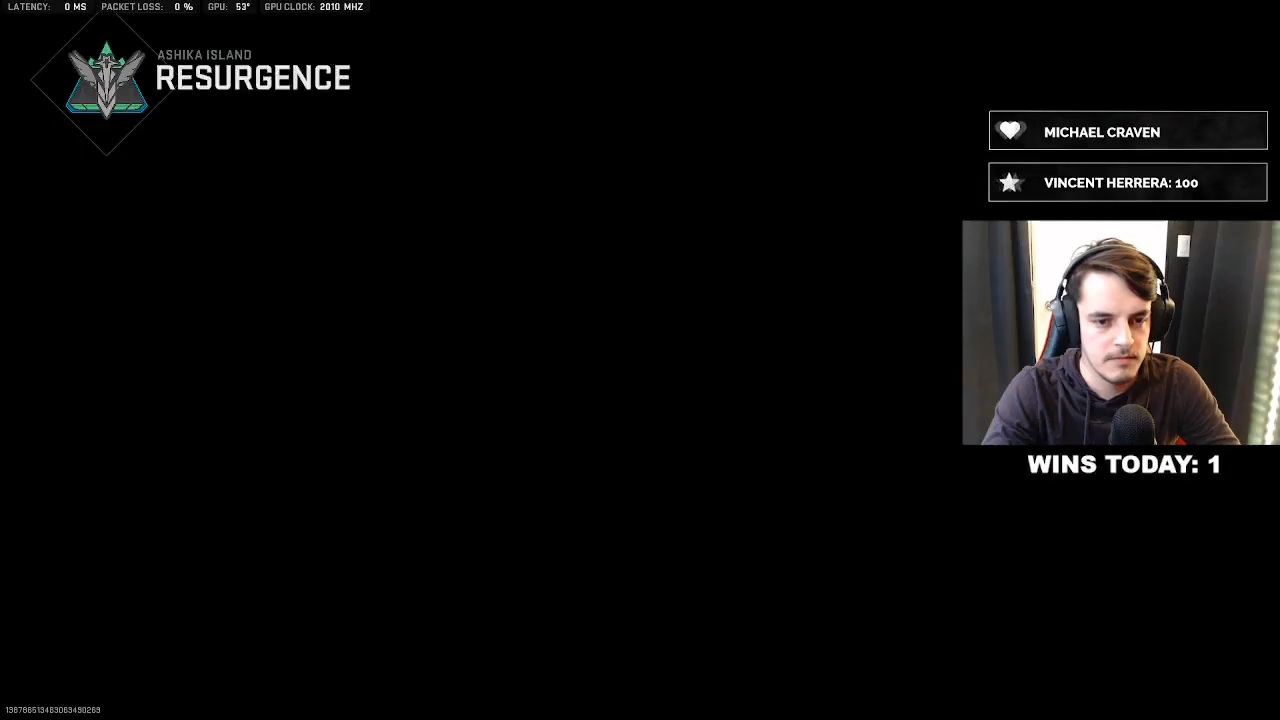 LATENCY: 0 MS PACKET LOSS: 0 % GPU: 53° GPU CLOCK: 2010 MHZ
ASHIKA ISLAND
RESURGENCE
MICHAEL CRAVEN
VINCENT HERRERA: 100
WINS TODAY: 1